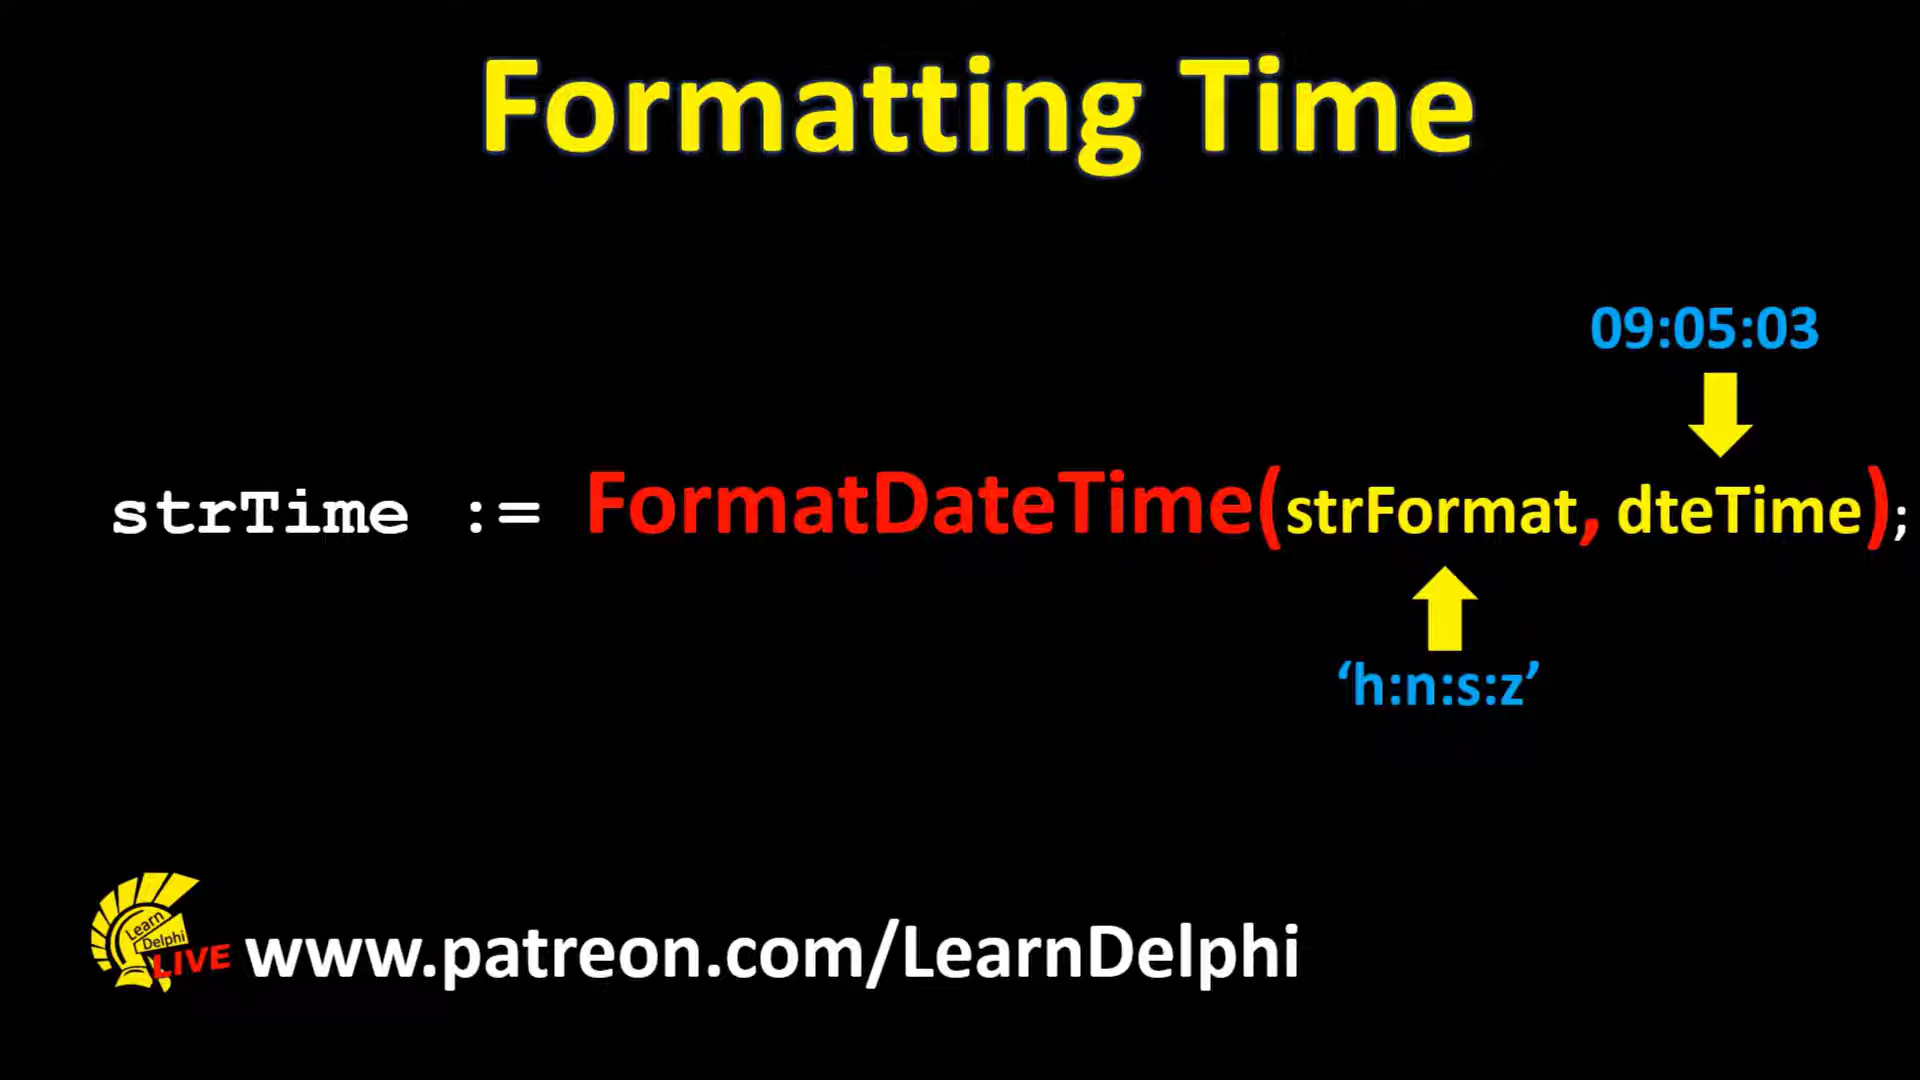 Formatting Time
09:05:03
strTime := FormatDateTime(strFormat, dteTime);
‘h:n:s:z’
Learn
Delphi
LIVE
www.patreon.com/LearnDelphi